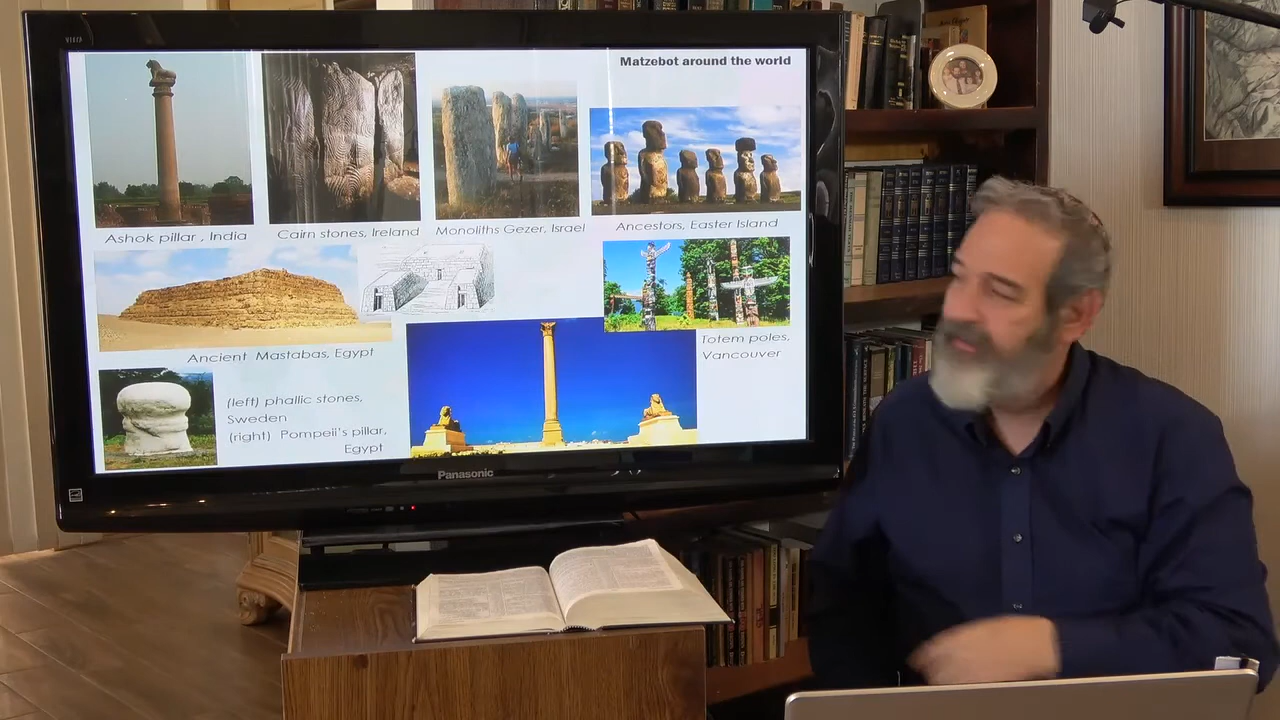 VIZIO
Matzebot around the world
Ashok pillar , India
Cairn stones, Ireland
Monoliths Gezer, Israel
Ancestors, Easter Island
Ancient Mastabas, Egypt
Totem poles,
Vancouver
(left) phallic stones,
Sweden
(right) Pompeii's pillar,
Egypt
Panasonic